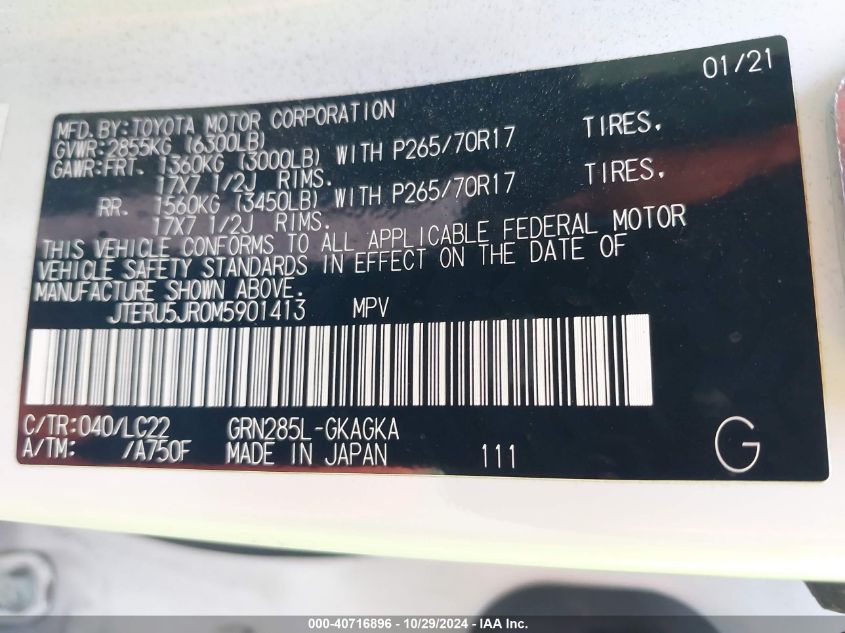 01/21
MFD.BY:TOYOTA MOTOR CORPORATION
GVWR:2855KG (6300LB)
GAWR:FRT. 1360KG (3000LB) WITH P265/70R17 TIRES,
17X7 1/2J RIMS.
RR. 1560KG (3450LB) WITH P265/70R17 TIRES,
17X7 1/2J RIMS.
THIS VEHICLE CONFORMS TO ALL APPLICABLE FEDERAL MOTOR
VEHICLE SAFETY STANDARDS IN EFFECT ON THE DATE OF
MANUFACTURE SHOWN ABOVE.
JTERU5JR0M5901413 MPV
C/TR:040/LC22 GRN285L-GKAGKA
A/TM: /A750F MADE IN JAPAN 111 G
000-40716896 - 10/29/2024 - IAA Inc.